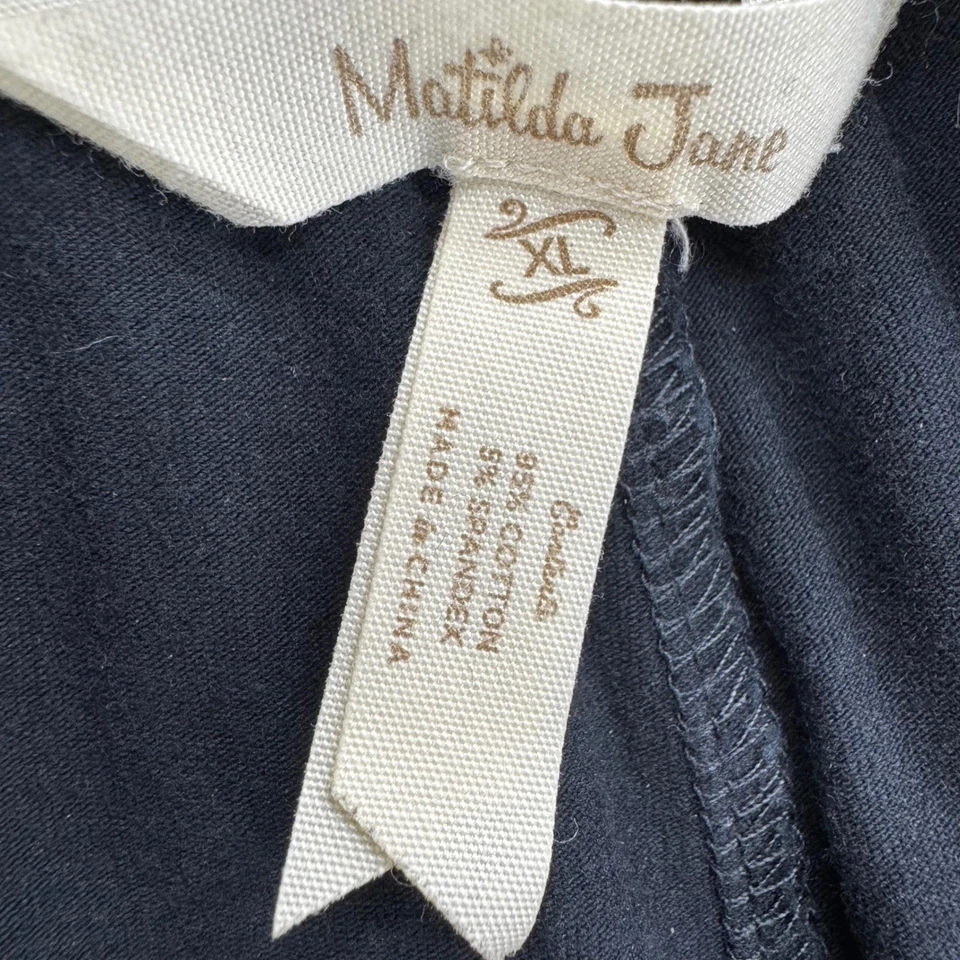 Matilda Jane
XL
Contents
95% COTTON
5% SPANDEX
MADE in CHINA